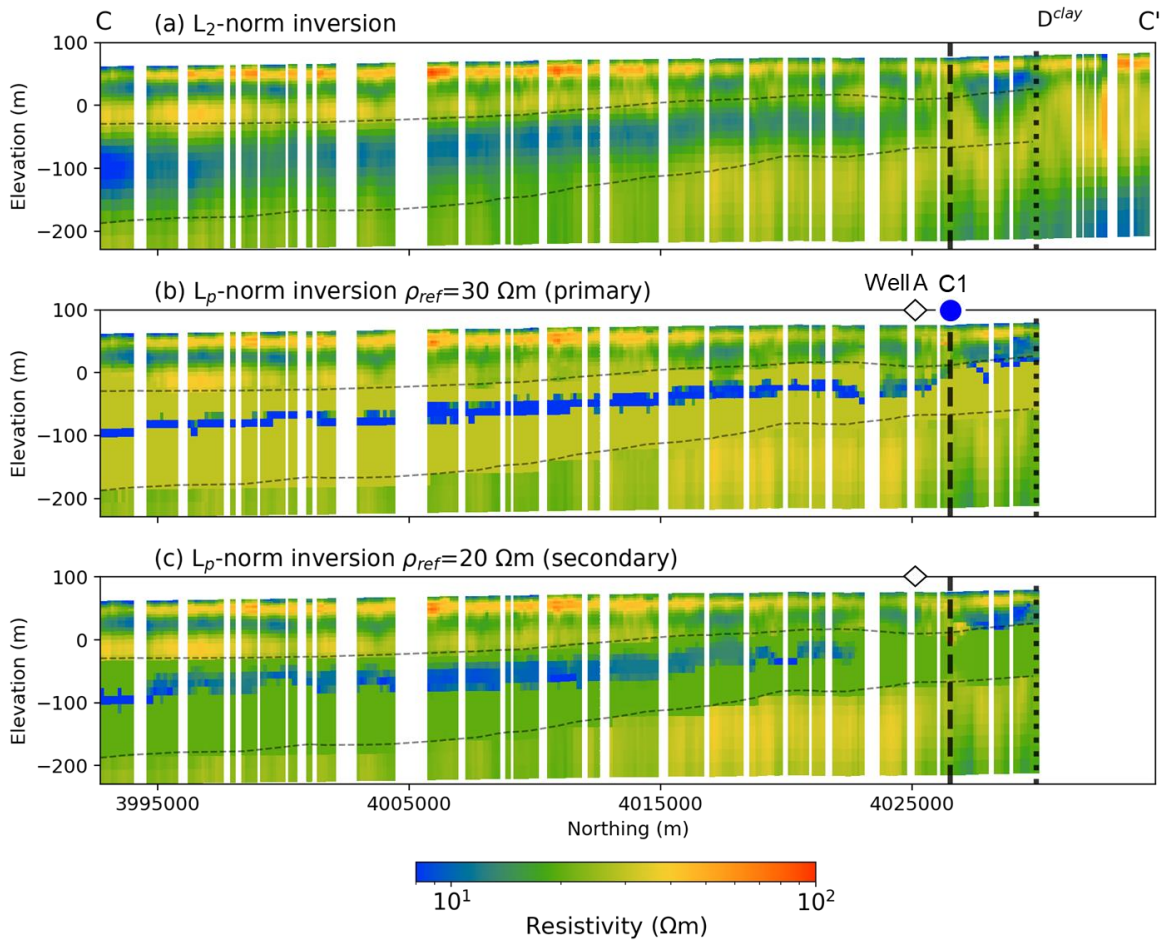 C (a) L₂-norm inversion Dᶜˡᵃʸ C'
100
0
−100
−200
Elevation (m)
(b) Lₚ-norm inversion ρref=30 Ωm (primary) Well A C1
100
0
−100
−200
Elevation (m)
(c) Lₚ-norm inversion ρref=20 Ωm (secondary)
100
0
−100
−200
Elevation (m)
3995000 4005000 4015000 4025000
Northing (m)
10¹ 10²
Resistivity (Ωm)